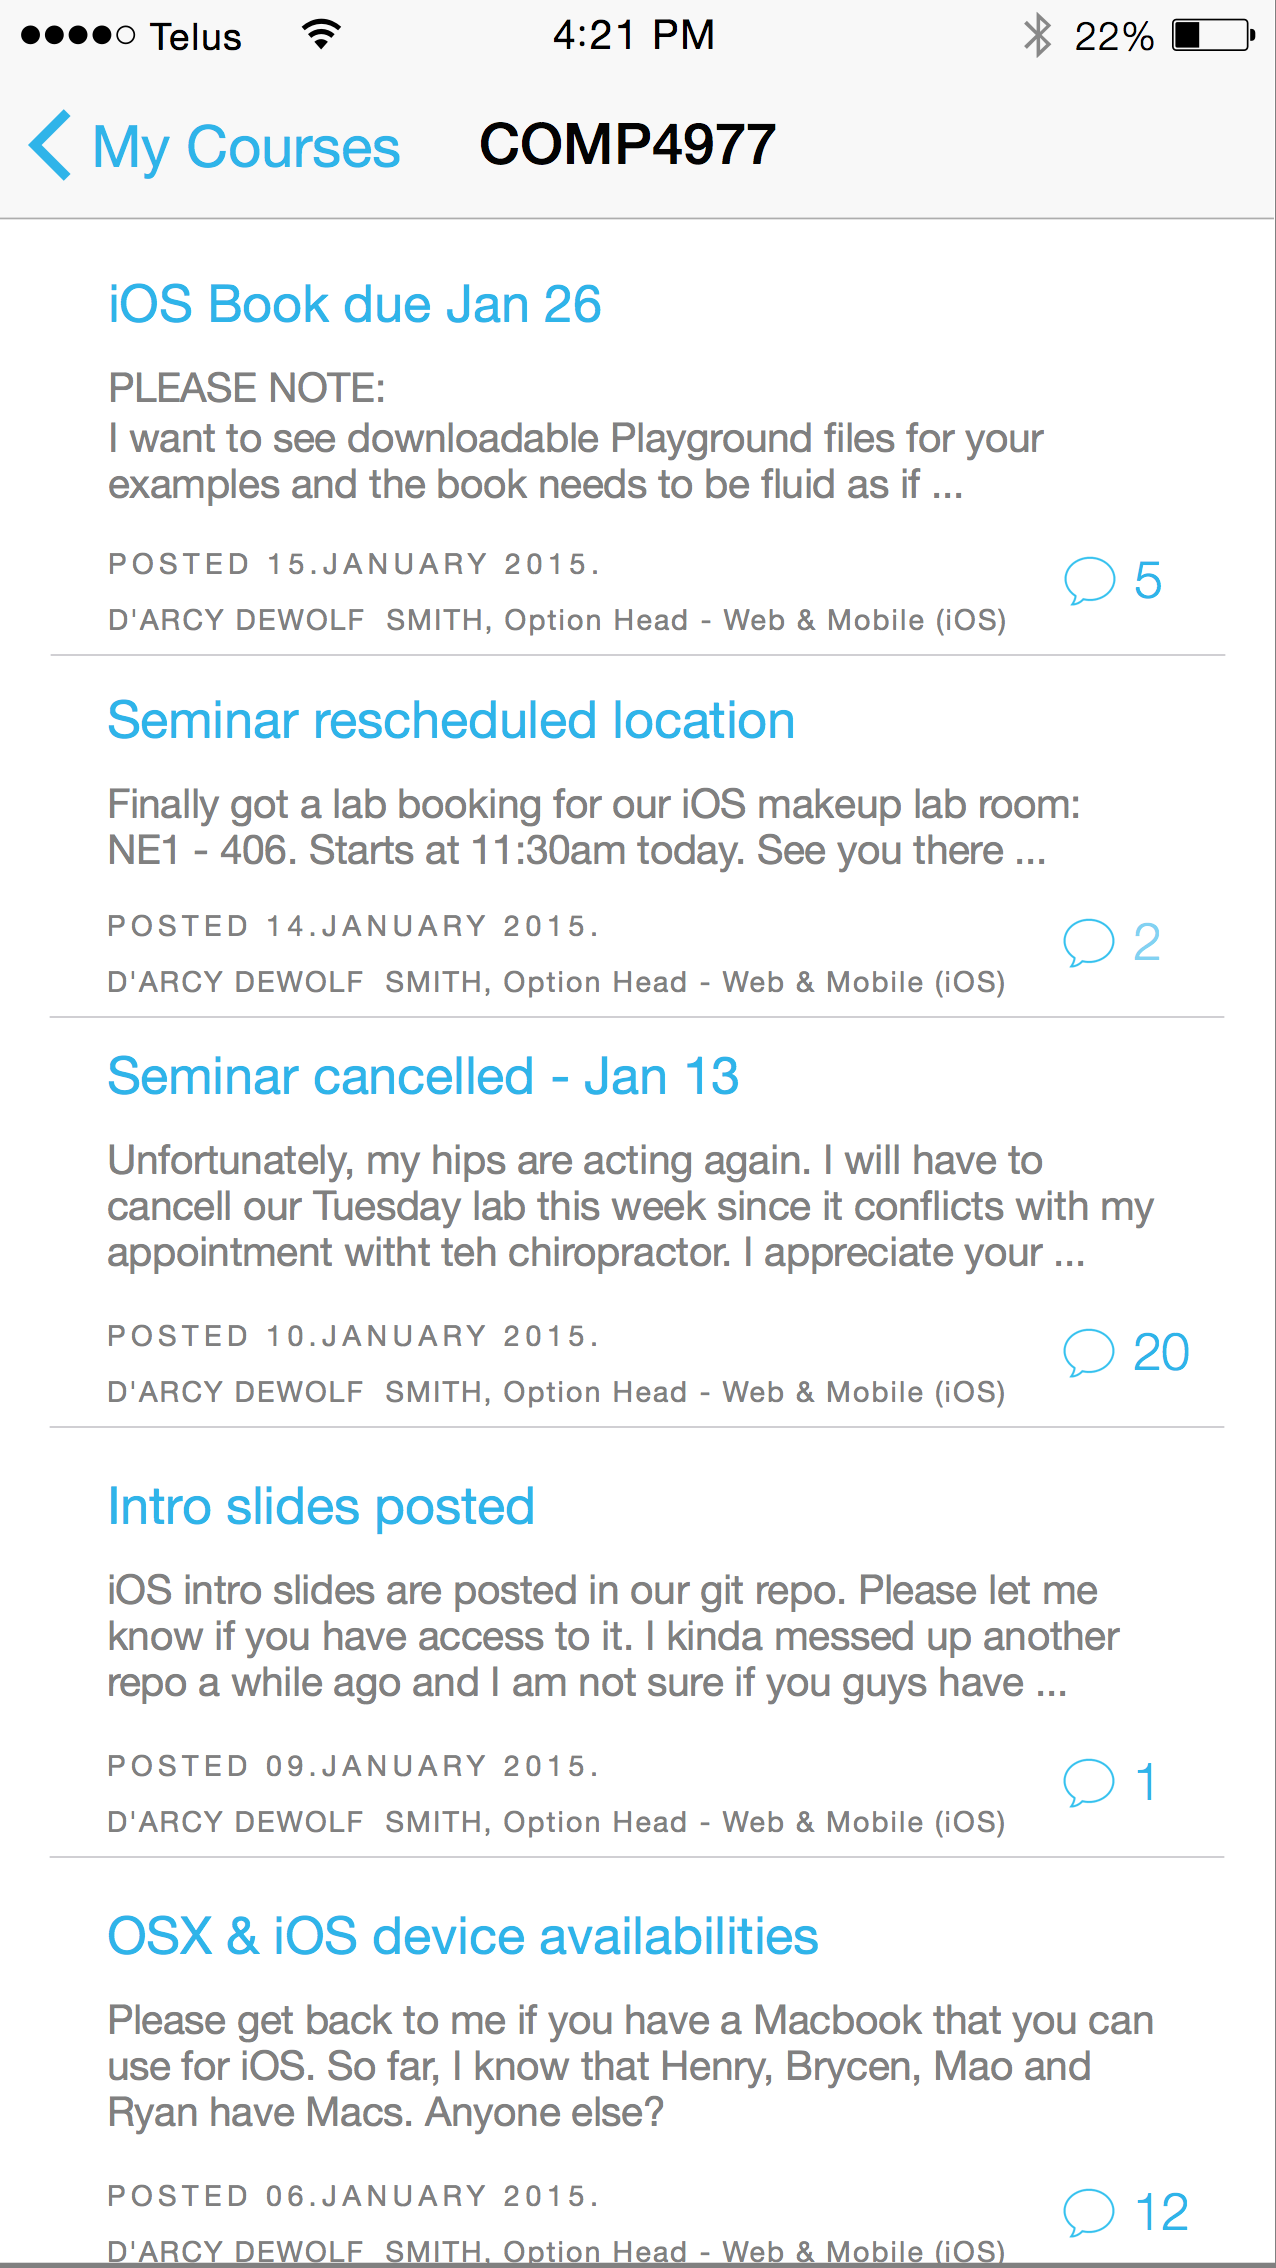 Telus 4:21 PM 22%
My Courses COMP4977
iOS Book due Jan 26
PLEASE NOTE:
I want to see downloadable Playground files for your
examples and the book needs to be fluid as if ...
POSTED 15.JANUARY 2015.
5
D'ARCY DEWOLF SMITH, Option Head - Web & Mobile (iOS)
Seminar rescheduled location
Finally got a lab booking for our iOS makeup lab room:
NE1 - 406. Starts at 11:30am today. See you there ...
POSTED 14.JANUARY 2015.
2
D'ARCY DEWOLF SMITH, Option Head - Web & Mobile (iOS)
Seminar cancelled - Jan 13
Unfortunately, my hips are acting again. I will have to
cancell our Tuesday lab this week since it conflicts with my
appointment witht teh chiropractor. I appreciate your ...
POSTED 10.JANUARY 2015.
20
D'ARCY DEWOLF SMITH, Option Head - Web & Mobile (iOS)
Intro slides posted
iOS intro slides are posted in our git repo. Please let me
know if you have access to it. I kinda messed up another
repo a while ago and I am not sure if you guys have ...
POSTED 09.JANUARY 2015.
1
D'ARCY DEWOLF SMITH, Option Head - Web & Mobile (iOS)
OSX & iOS device availabilities
Please get back to me if you have a Macbook that you can
use for iOS. So far, I know that Henry, Brycen, Mao and
Ryan have Macs. Anyone else?
POSTED 06.JANUARY 2015.
12
D'ARCY DEWOLF SMITH, Option Head - Web & Mobile (iOS)